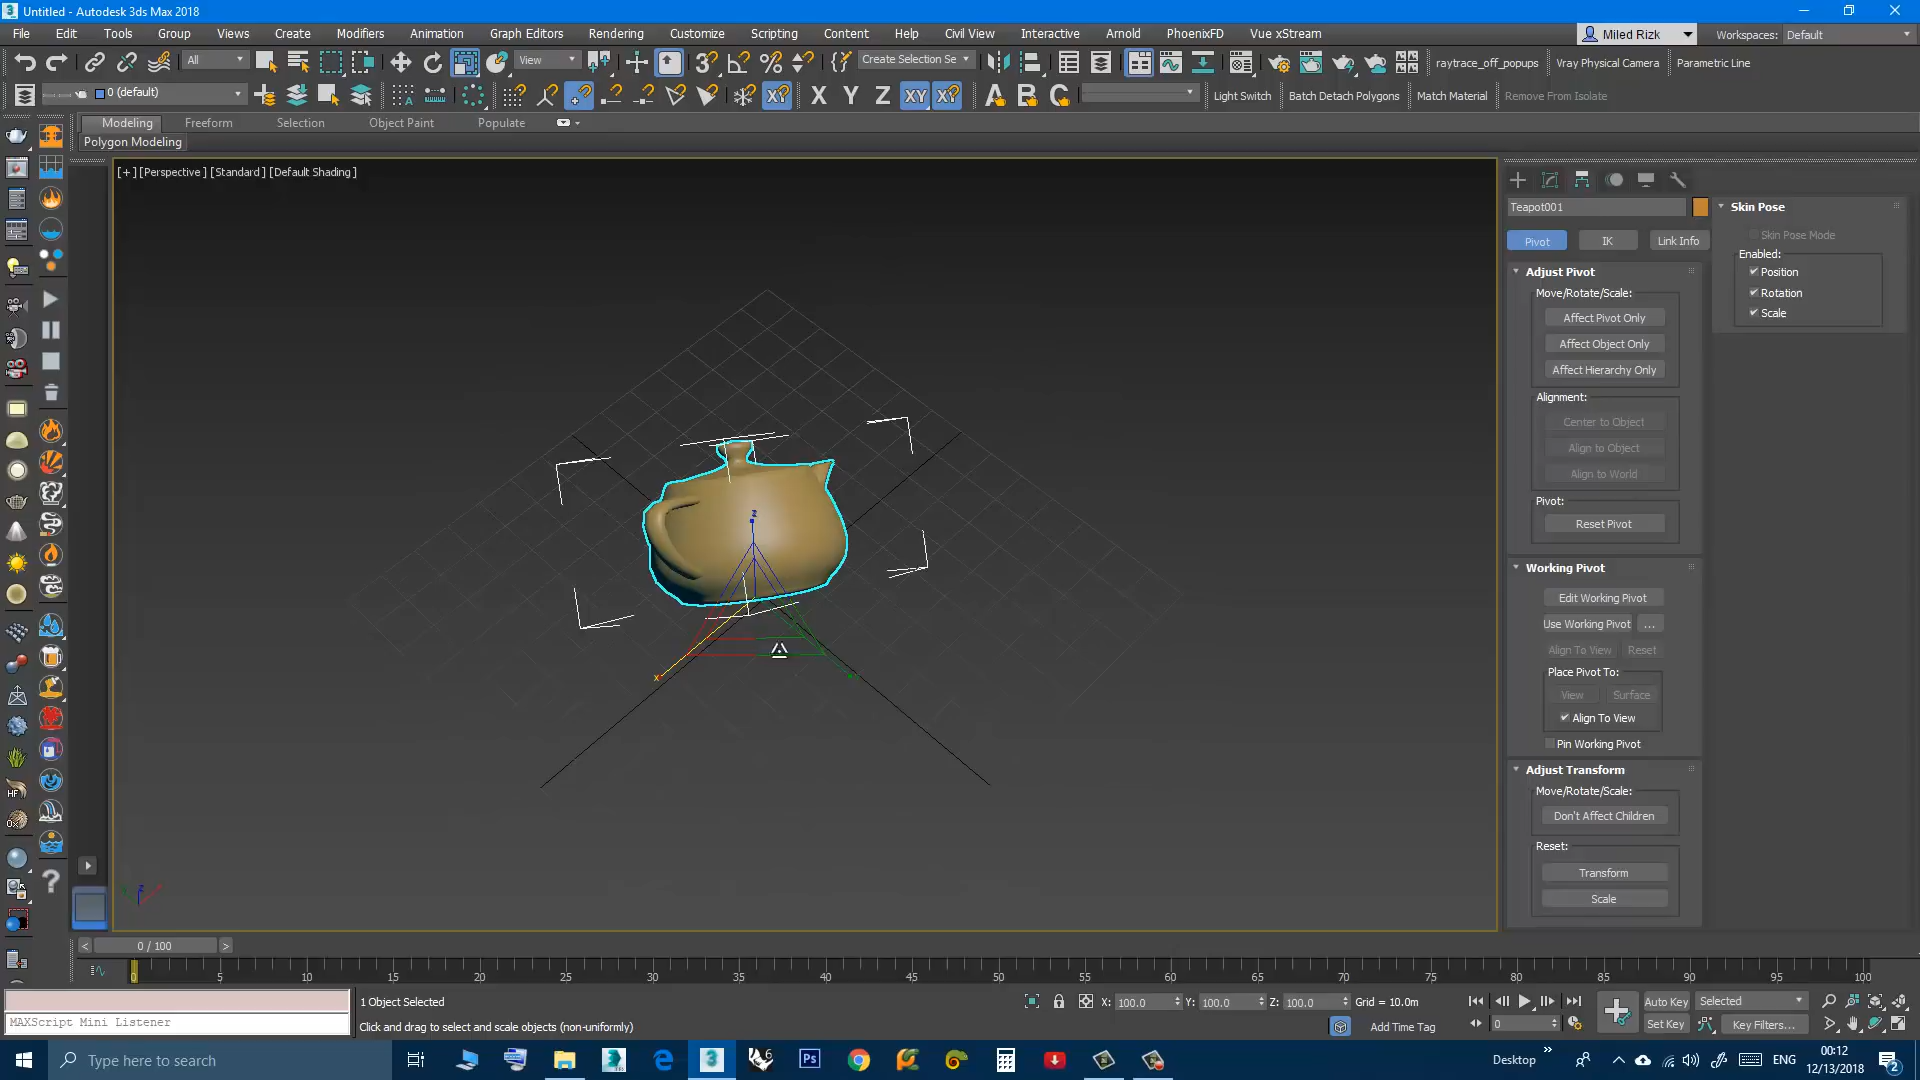 Untitled - Autodesk 3ds Max 2018
File Edit Tools Group Views Create Modifiers Animation Graph Editors Rendering Customize Scripting Content Help Civil View Interactive Arnold PhoenixFD Vue xStream Miled Rizk Workspaces: Default
All View Create Selection Se raytrace_off_popups Vray Physical Camera Parametric Line
0 (default) X Y Z XY XY A B C Light Switch Batch Detach Polygons Match Material Remove From Isolate
Modeling Freeform Selection Object Paint Populate
Polygon Modeling
[+] [Perspective ] [Standard ] [Default Shading ]
Teapot001
Skin Pose
Skin Pose Mode
Pivot IK Link Info
Enabled:
Position
Rotation
Scale
Adjust Pivot
Move/Rotate/Scale:
Affect Pivot Only
Affect Object Only
Affect Hierarchy Only
Alignment:
Center to Object
Align to Object
Align to World
Pivot:
Reset Pivot
Working Pivot
Edit Working Pivot
Use Working Pivot ...
Align To View Reset
Place Pivot To:
View Surface
Align To View
Pin Working Pivot
Adjust Transform
Move/Rotate/Scale:
Don't Affect Children
Reset:
Transform
Scale
z
x
z
HF
< 0 / 100 >
0 5 10 15 20 25 30 35 40 45 50 55 60 65 70 75 80 85 90 95 100
1 Object Selected X: 100.0 Y: 100.0 Z: 100.0 Grid = 10.0m Auto Key Selected
MAXScript Mini Listener
Click and drag to select and scale objects (non-uniformly) Add Time Tag 0 Set Key Key Filters...
Type here to search
Ps
Desktop
ENG
00:12
12/13/2018
2